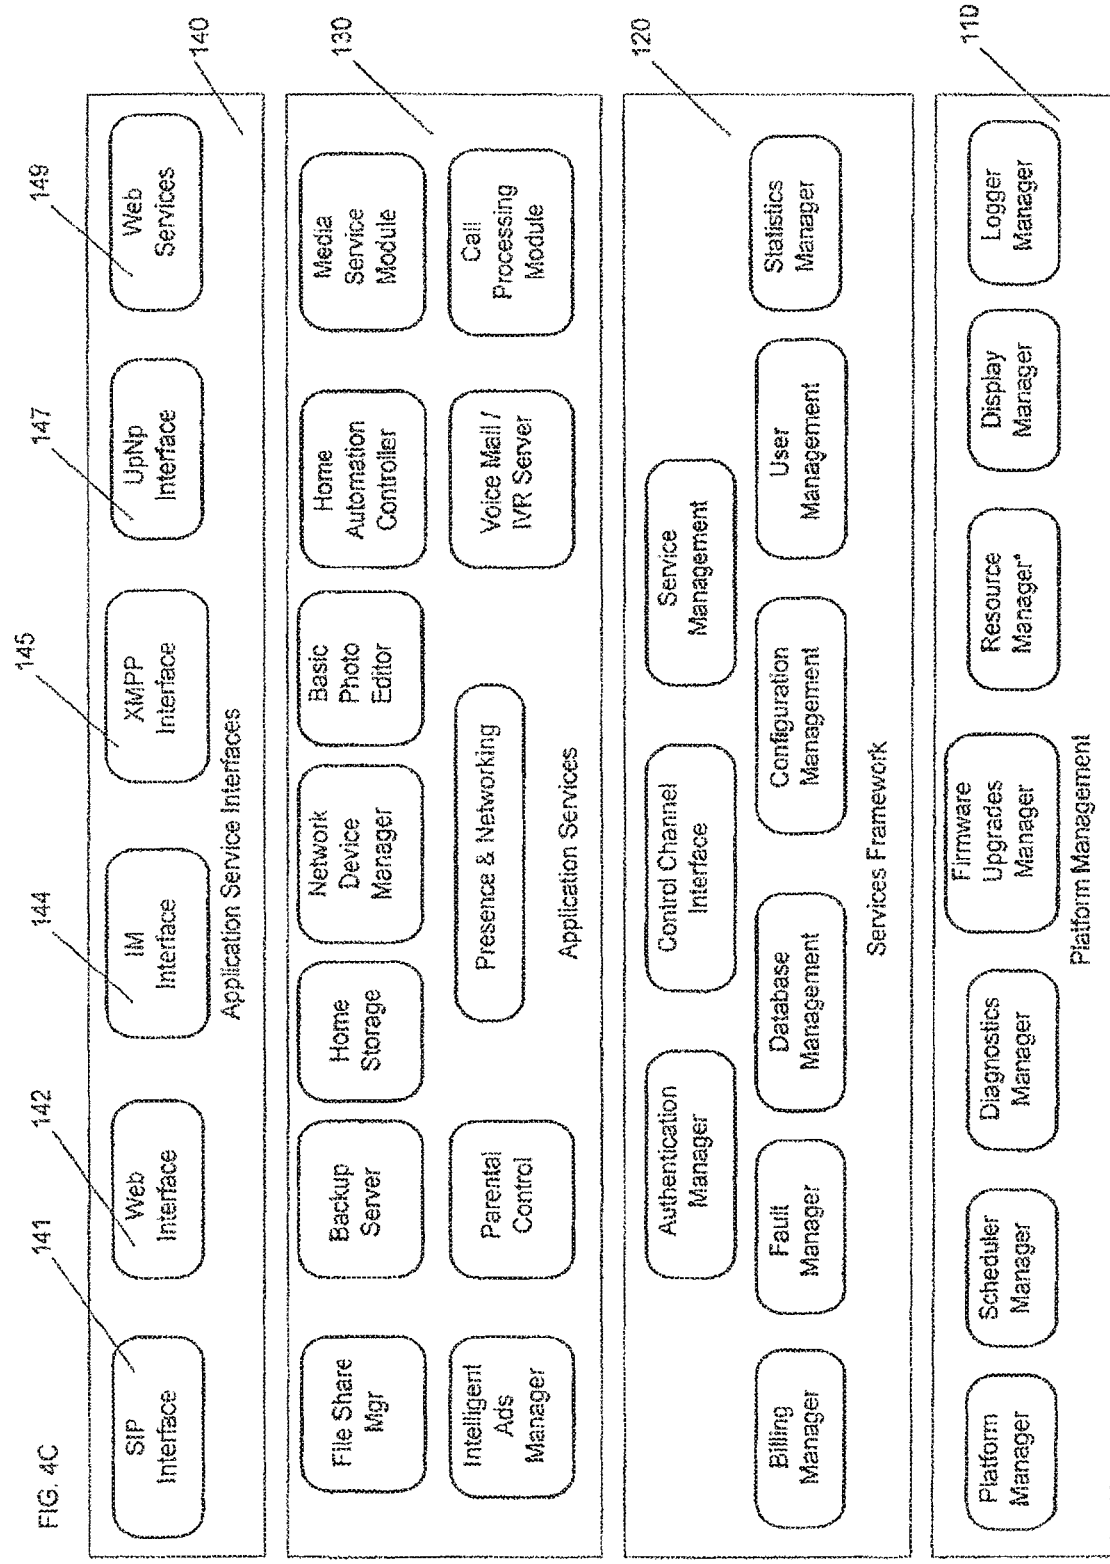 FIG. 4C
141
142
144
145
147
149
SIP
Interface
Web
Interface
IM
Interface
XMPP
Interface
UpNp
Interface
Web
Services
Application Service Interfaces
140
File Share
Mgr
Backup
Server
Home
Storage
Network
Device
Manager
Basic
Photo
Editor
Home
Automation
Controller
Media
Service
Module
130
Intelligent
Ads
Manager
Parental
Control
Presence & Networking
Voice Mail /
IVR Server
Call
Processing
Module
Application Services
Authentication
Manager
Control Channel
Interface
Service
Management
120
Billing
Manager
Fault
Manager
Database
Management
Configuration
Management
User
Management
Statistics
Manager
Services Framework
Platform
Manager
Scheduler
Manager
Diagnostics
Manager
Firmware
Upgrades
Manager
Resource
Manager*
Display
Manager
Logger
Manager
110
Platform Management